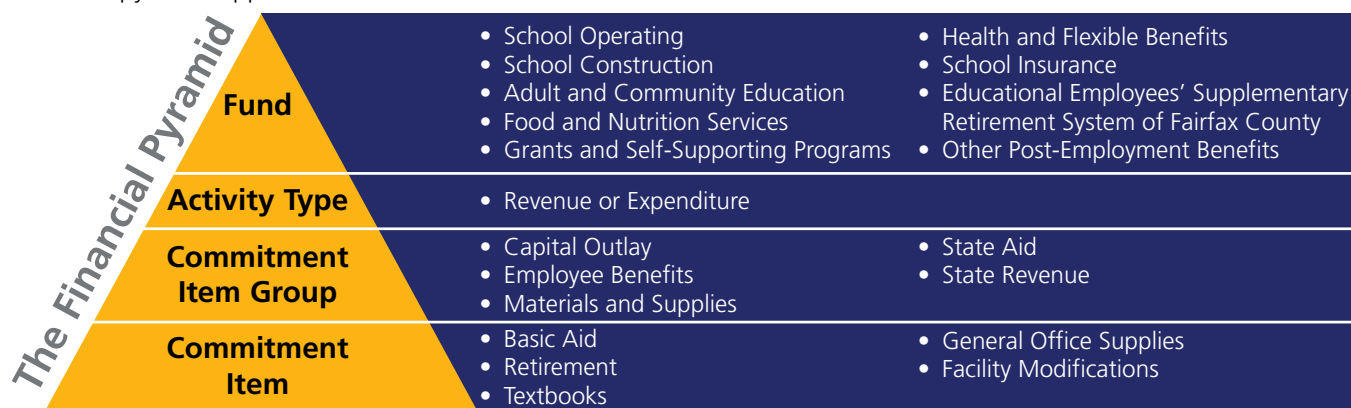 The Financial Pyramid
Fund
• School Operating
• School Construction
• Adult and Community Education
• Food and Nutrition Services
• Grants and Self-Supporting Programs
• Health and Flexible Benefits
• School Insurance
• Educational Employees’ Supplementary
Retirement System of Fairfax County
• Other Post-Employment Benefits
Activity Type
• Revenue or Expenditure
Commitment
Item Group
• Capital Outlay
• Employee Benefits
• Materials and Supplies
• State Aid
• State Revenue
Commitment
Item
• Basic Aid
• Retirement
• Textbooks
• General Office Supplies
• Facility Modifications